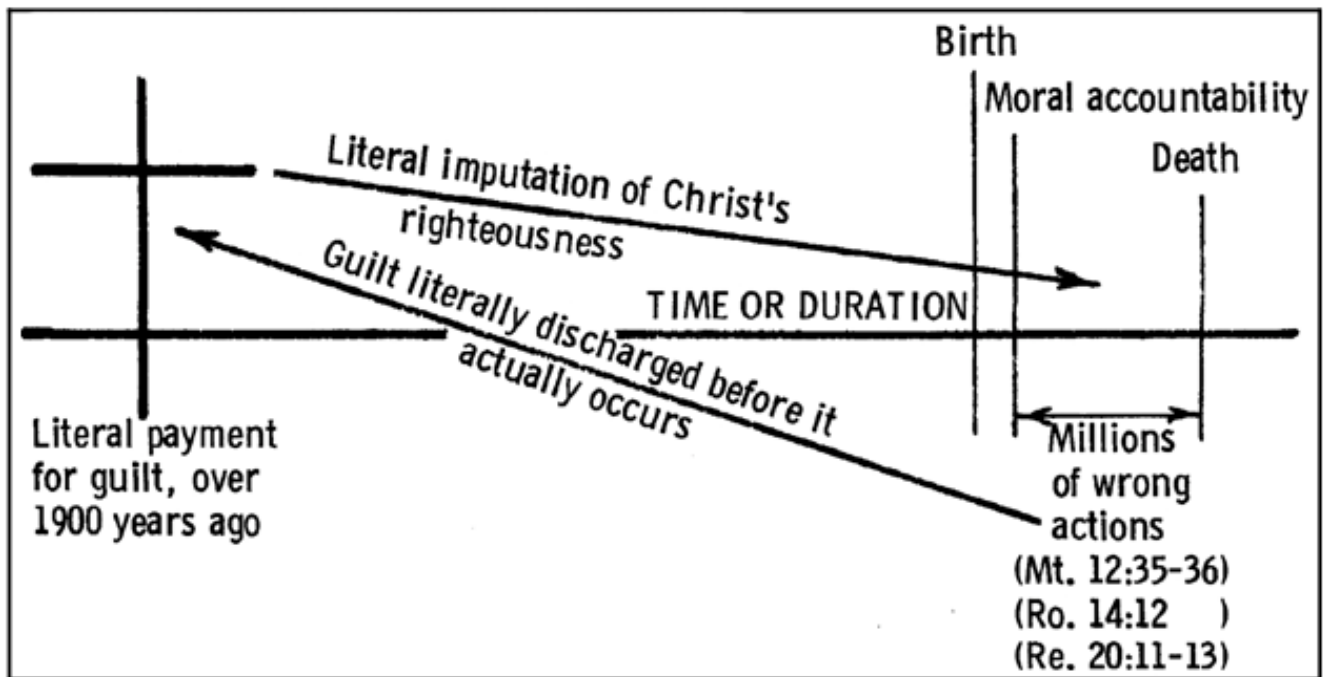 Birth
Moral accountability
Death
Literal imputation of Christ's
righteousness
Guilt literally discharged before it
actually occurs
TIME OR DURATION
Literal payment
for guilt, over
1900 years ago
Millions
of wrong
actions
(Mt. 12:35-36)
(Ro. 14:12 )
(Re. 20:11-13)